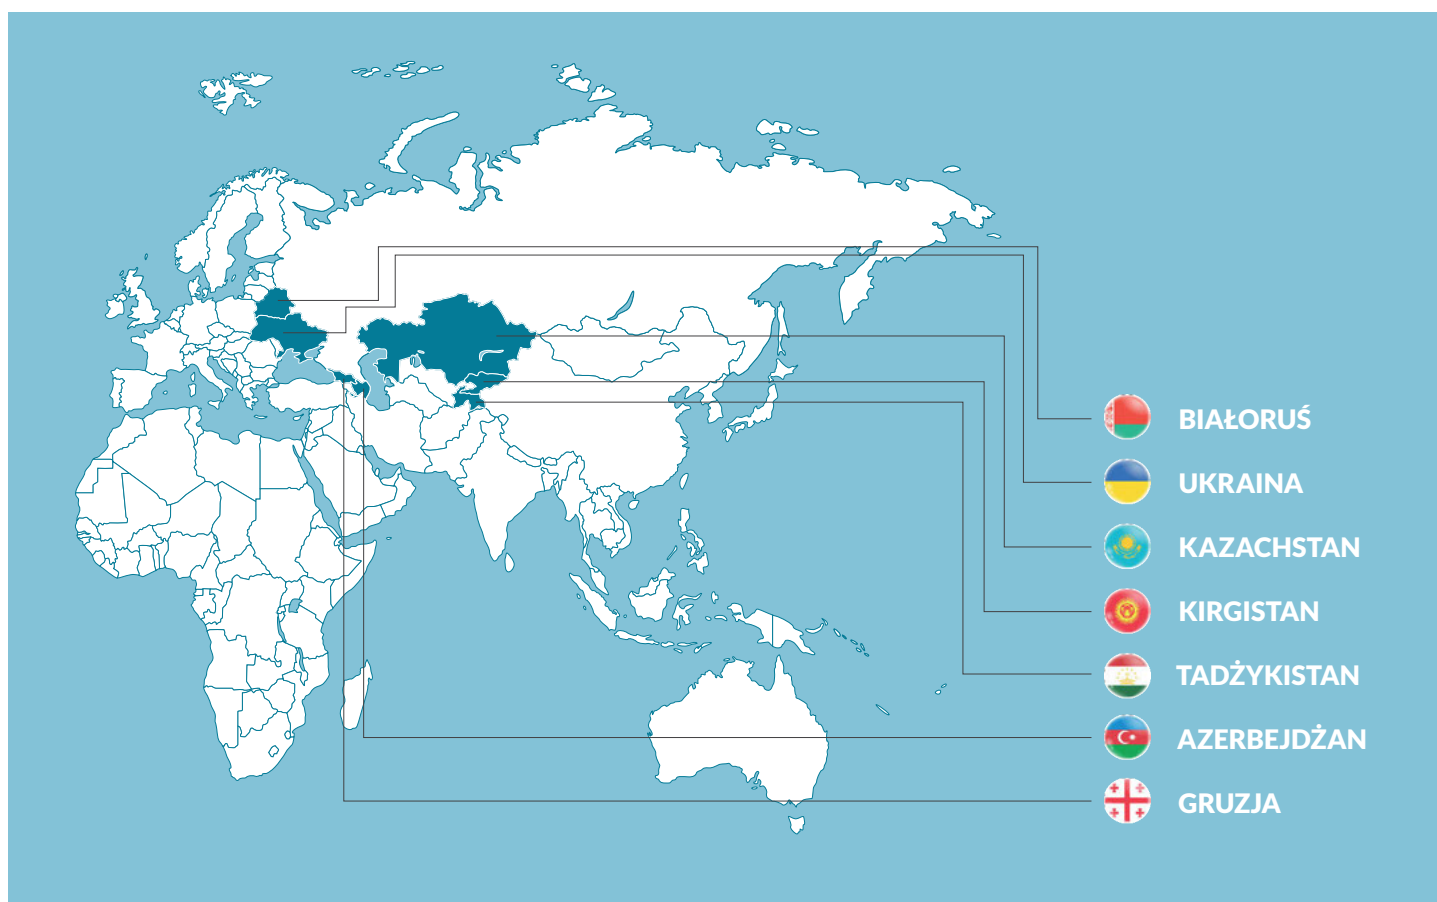 BIAŁORUŚ
UKRAINA
KAZACHSTAN
KIRGISTAN
TADŻYKISTAN
AZERBEJDŻAN
GRUZJA